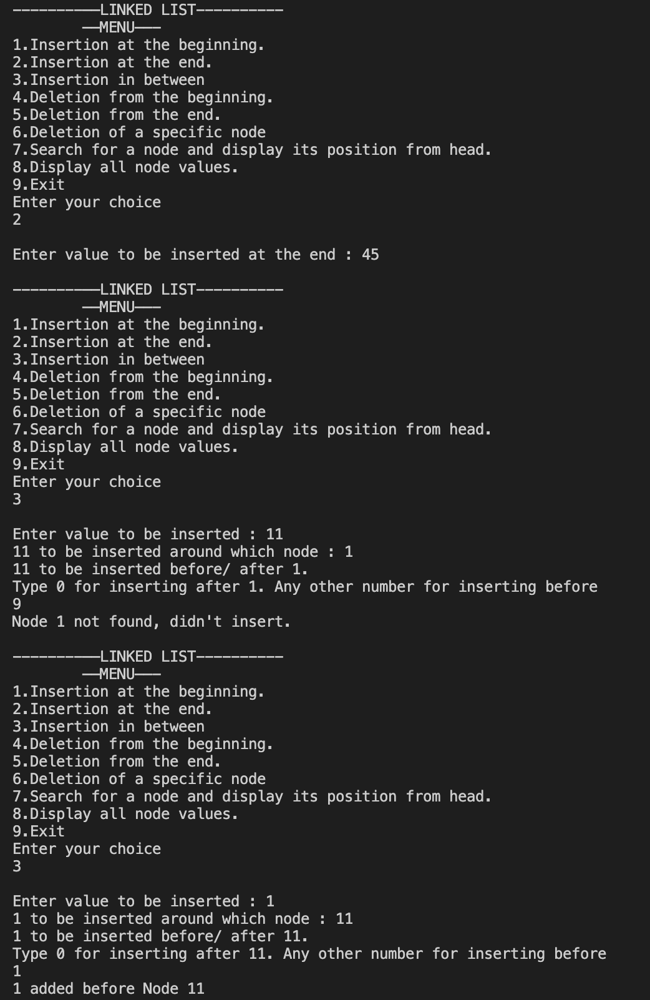 ----------LINKED LIST----------
        --MENU---
1.Insertion at the beginning.
2.Insertion at the end.
3.Insertion in between
4.Deletion from the beginning.
5.Deletion from the end.
6.Deletion of a specific node
7.Search for a node and display its position from head.
8.Display all node values.
9.Exit
Enter your choice
2

Enter value to be inserted at the end : 45

----------LINKED LIST----------
        --MENU---
1.Insertion at the beginning.
2.Insertion at the end.
3.Insertion in between
4.Deletion from the beginning.
5.Deletion from the end.
6.Deletion of a specific node
7.Search for a node and display its position from head.
8.Display all node values.
9.Exit
Enter your choice
3

Enter value to be inserted : 11
11 to be inserted around which node : 1
11 to be inserted before/ after 1.
Type 0 for inserting after 1. Any other number for inserting before
9
Node 1 not found, didn't insert.

----------LINKED LIST----------
        --MENU---
1.Insertion at the beginning.
2.Insertion at the end.
3.Insertion in between
4.Deletion from the beginning.
5.Deletion from the end.
6.Deletion of a specific node
7.Search for a node and display its position from head.
8.Display all node values.
9.Exit
Enter your choice
3

Enter value to be inserted : 1
1 to be inserted around which node : 11
1 to be inserted before/ after 11.
Type 0 for inserting after 11. Any other number for inserting before
1
1 added before Node 11